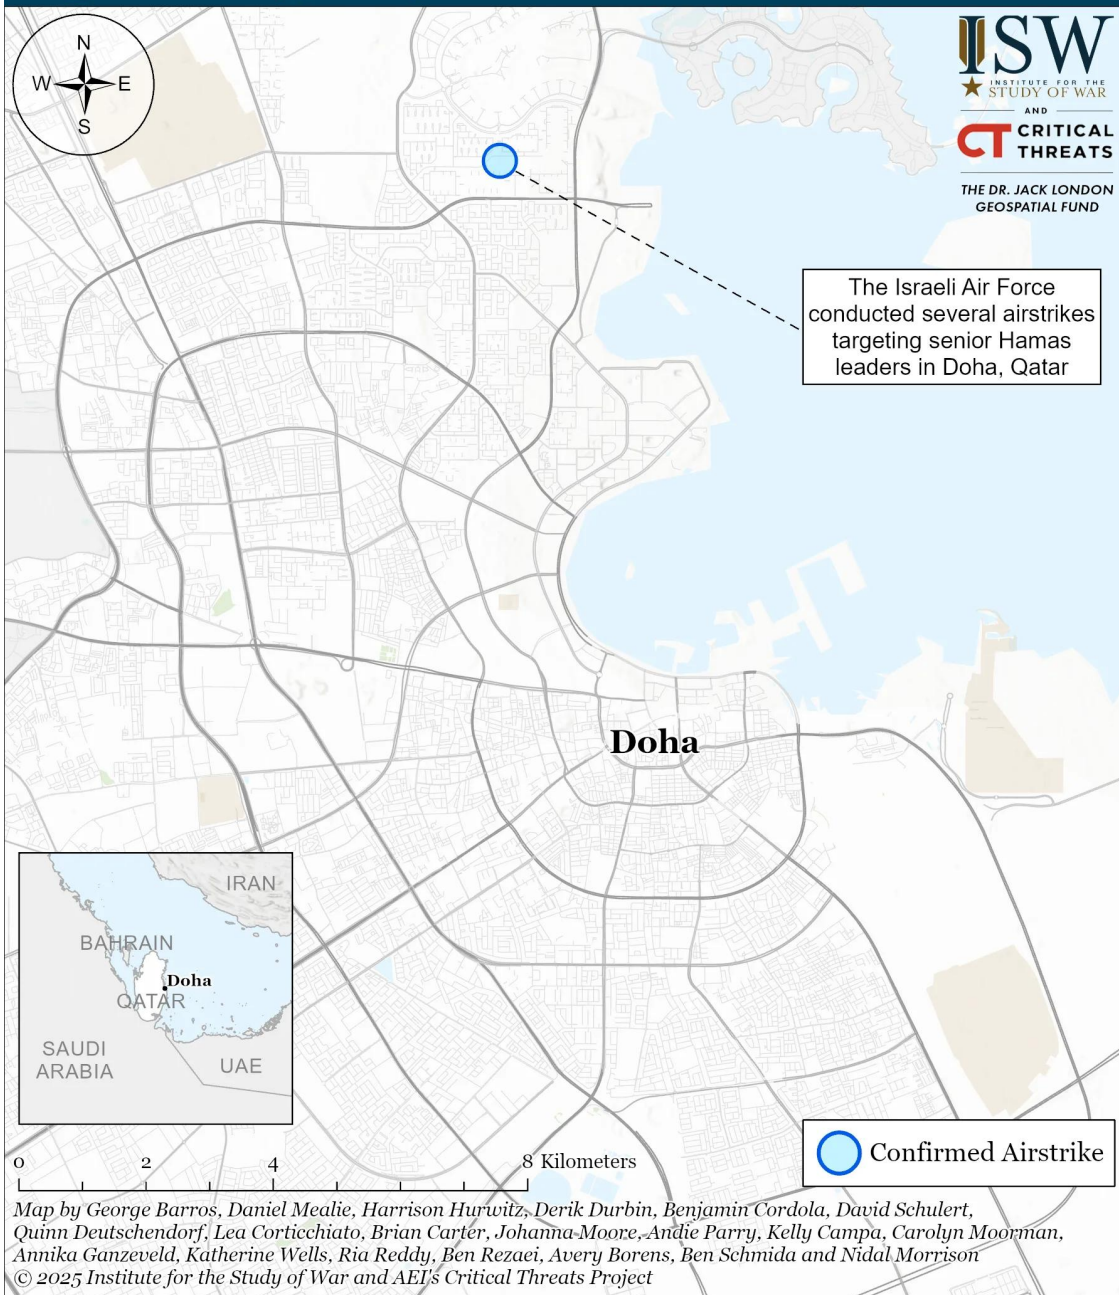 N
W
E
S
ISW
INSTITUTE FOR THE
STUDY OF WAR
AND
CT CRITICAL
THREATS
THE DR. JACK LONDON
GEOSPATIAL FUND
The Israeli Air Force
conducted several airstrikes
targeting senior Hamas
leaders in Doha, Qatar
Doha
IRAN
BAHRAIN
Doha
QATAR
SAUDI
ARABIA
UAE
Confirmed Airstrike
0 2 4 8 Kilometers
Map by George Barros, Daniel Mealie, Harrison Hurwitz, Derik Durbin, Benjamin Cordola, David Schulert,
Quinn Deutschendorf, Lea Corticchiato, Brian Carter, Johanna Moore, Andie Parry, Kelly Campa, Carolyn Moorman,
Annika Ganzeveld, Katherine Wells, Ria Reddy, Ben Rezaei, Avery Borens, Ben Schmida and Nidal Morrison
© 2025 Institute for the Study of War and AEI's Critical Threats Project